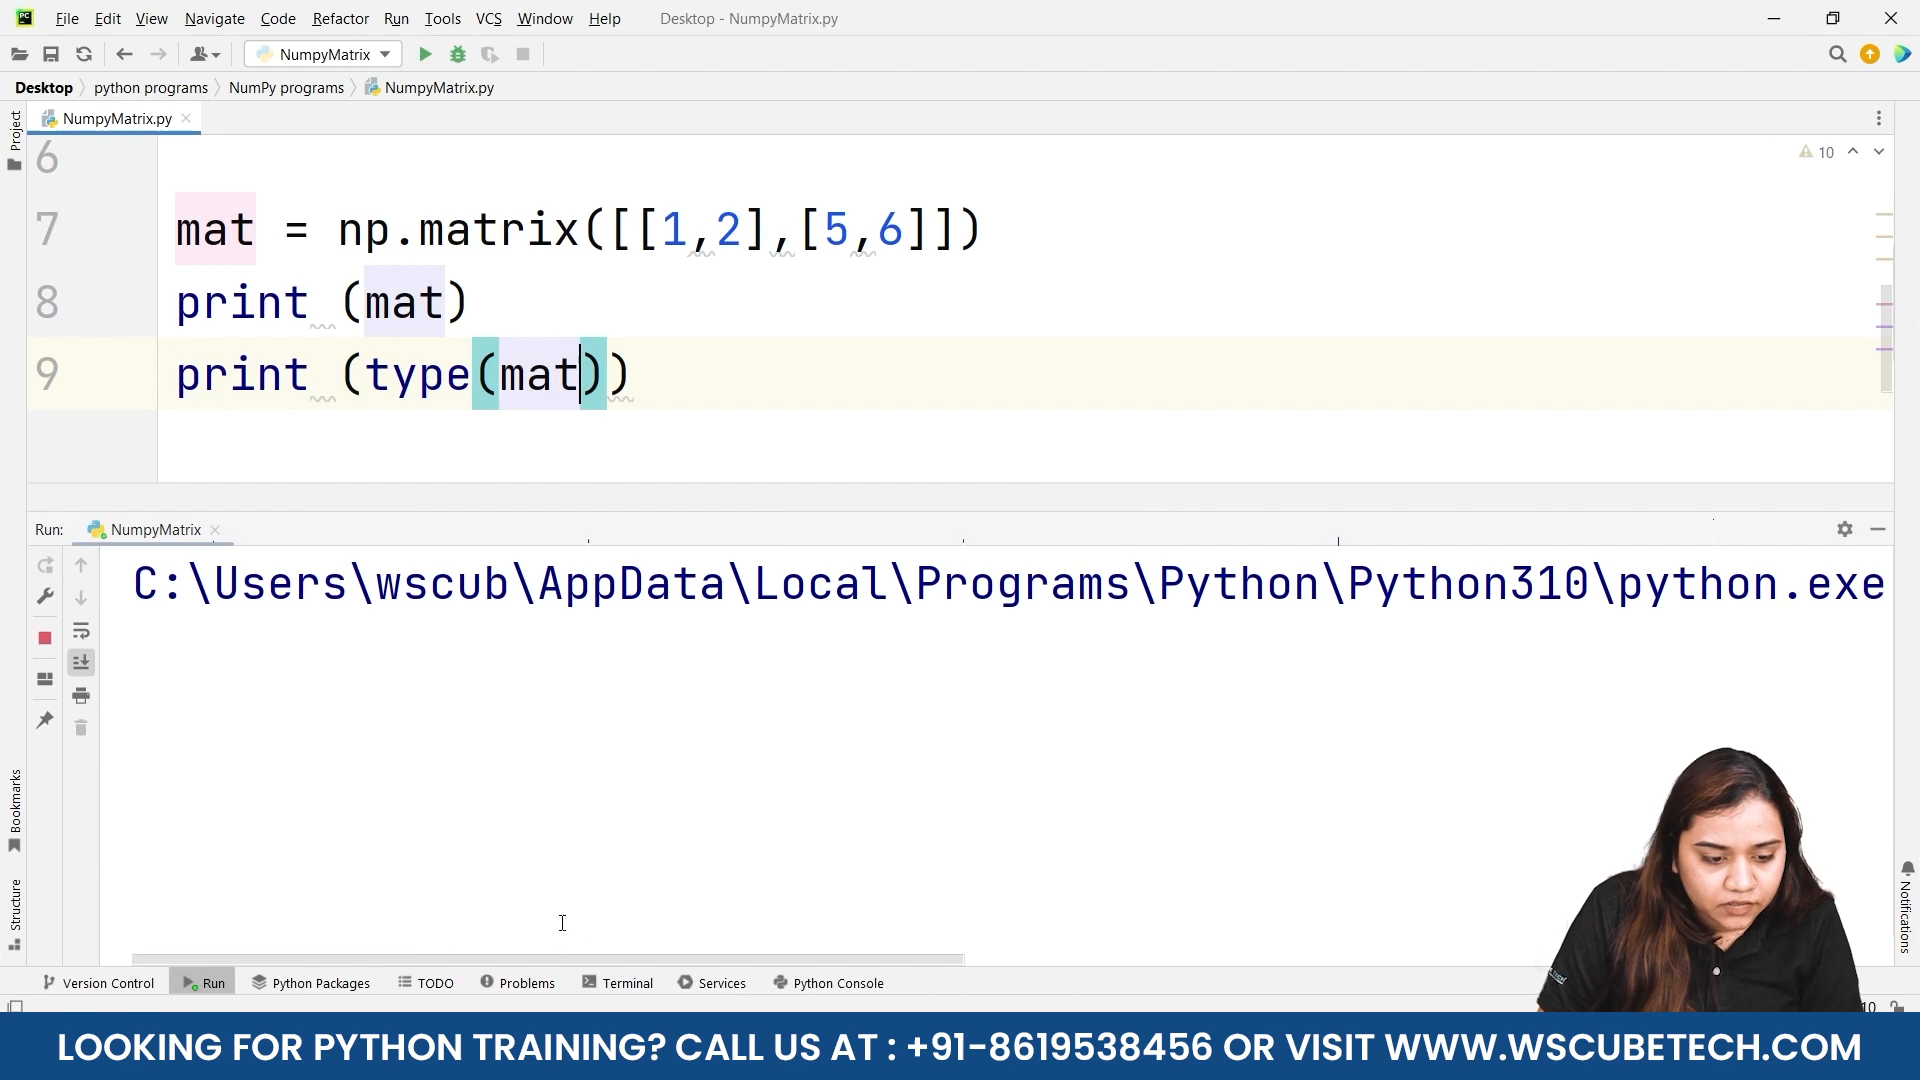 File Edit View Navigate Code Refactor Run Tools VCS Window Help Desktop - NumpyMatrix.py
NumpyMatrix
Desktop python programs NumPy programs NumpyMatrix.py
Project
NumpyMatrix.py
10
6
7 mat = np.matrix([[1,2],[5,6]])
8 print (mat)
9 print (type(mat))
Run: NumpyMatrix
C:\Users\wscub\AppData\Local\Programs\Python\Python310\python.exe
Bookmarks
Structure
Notifications
Version Control Run Python Packages TODO Problems Terminal Services Python Console
LOOKING FOR PYTHON TRAINING? CALL US AT : +91-8619538456 OR VISIT WWW.WSCUBETECH.COM